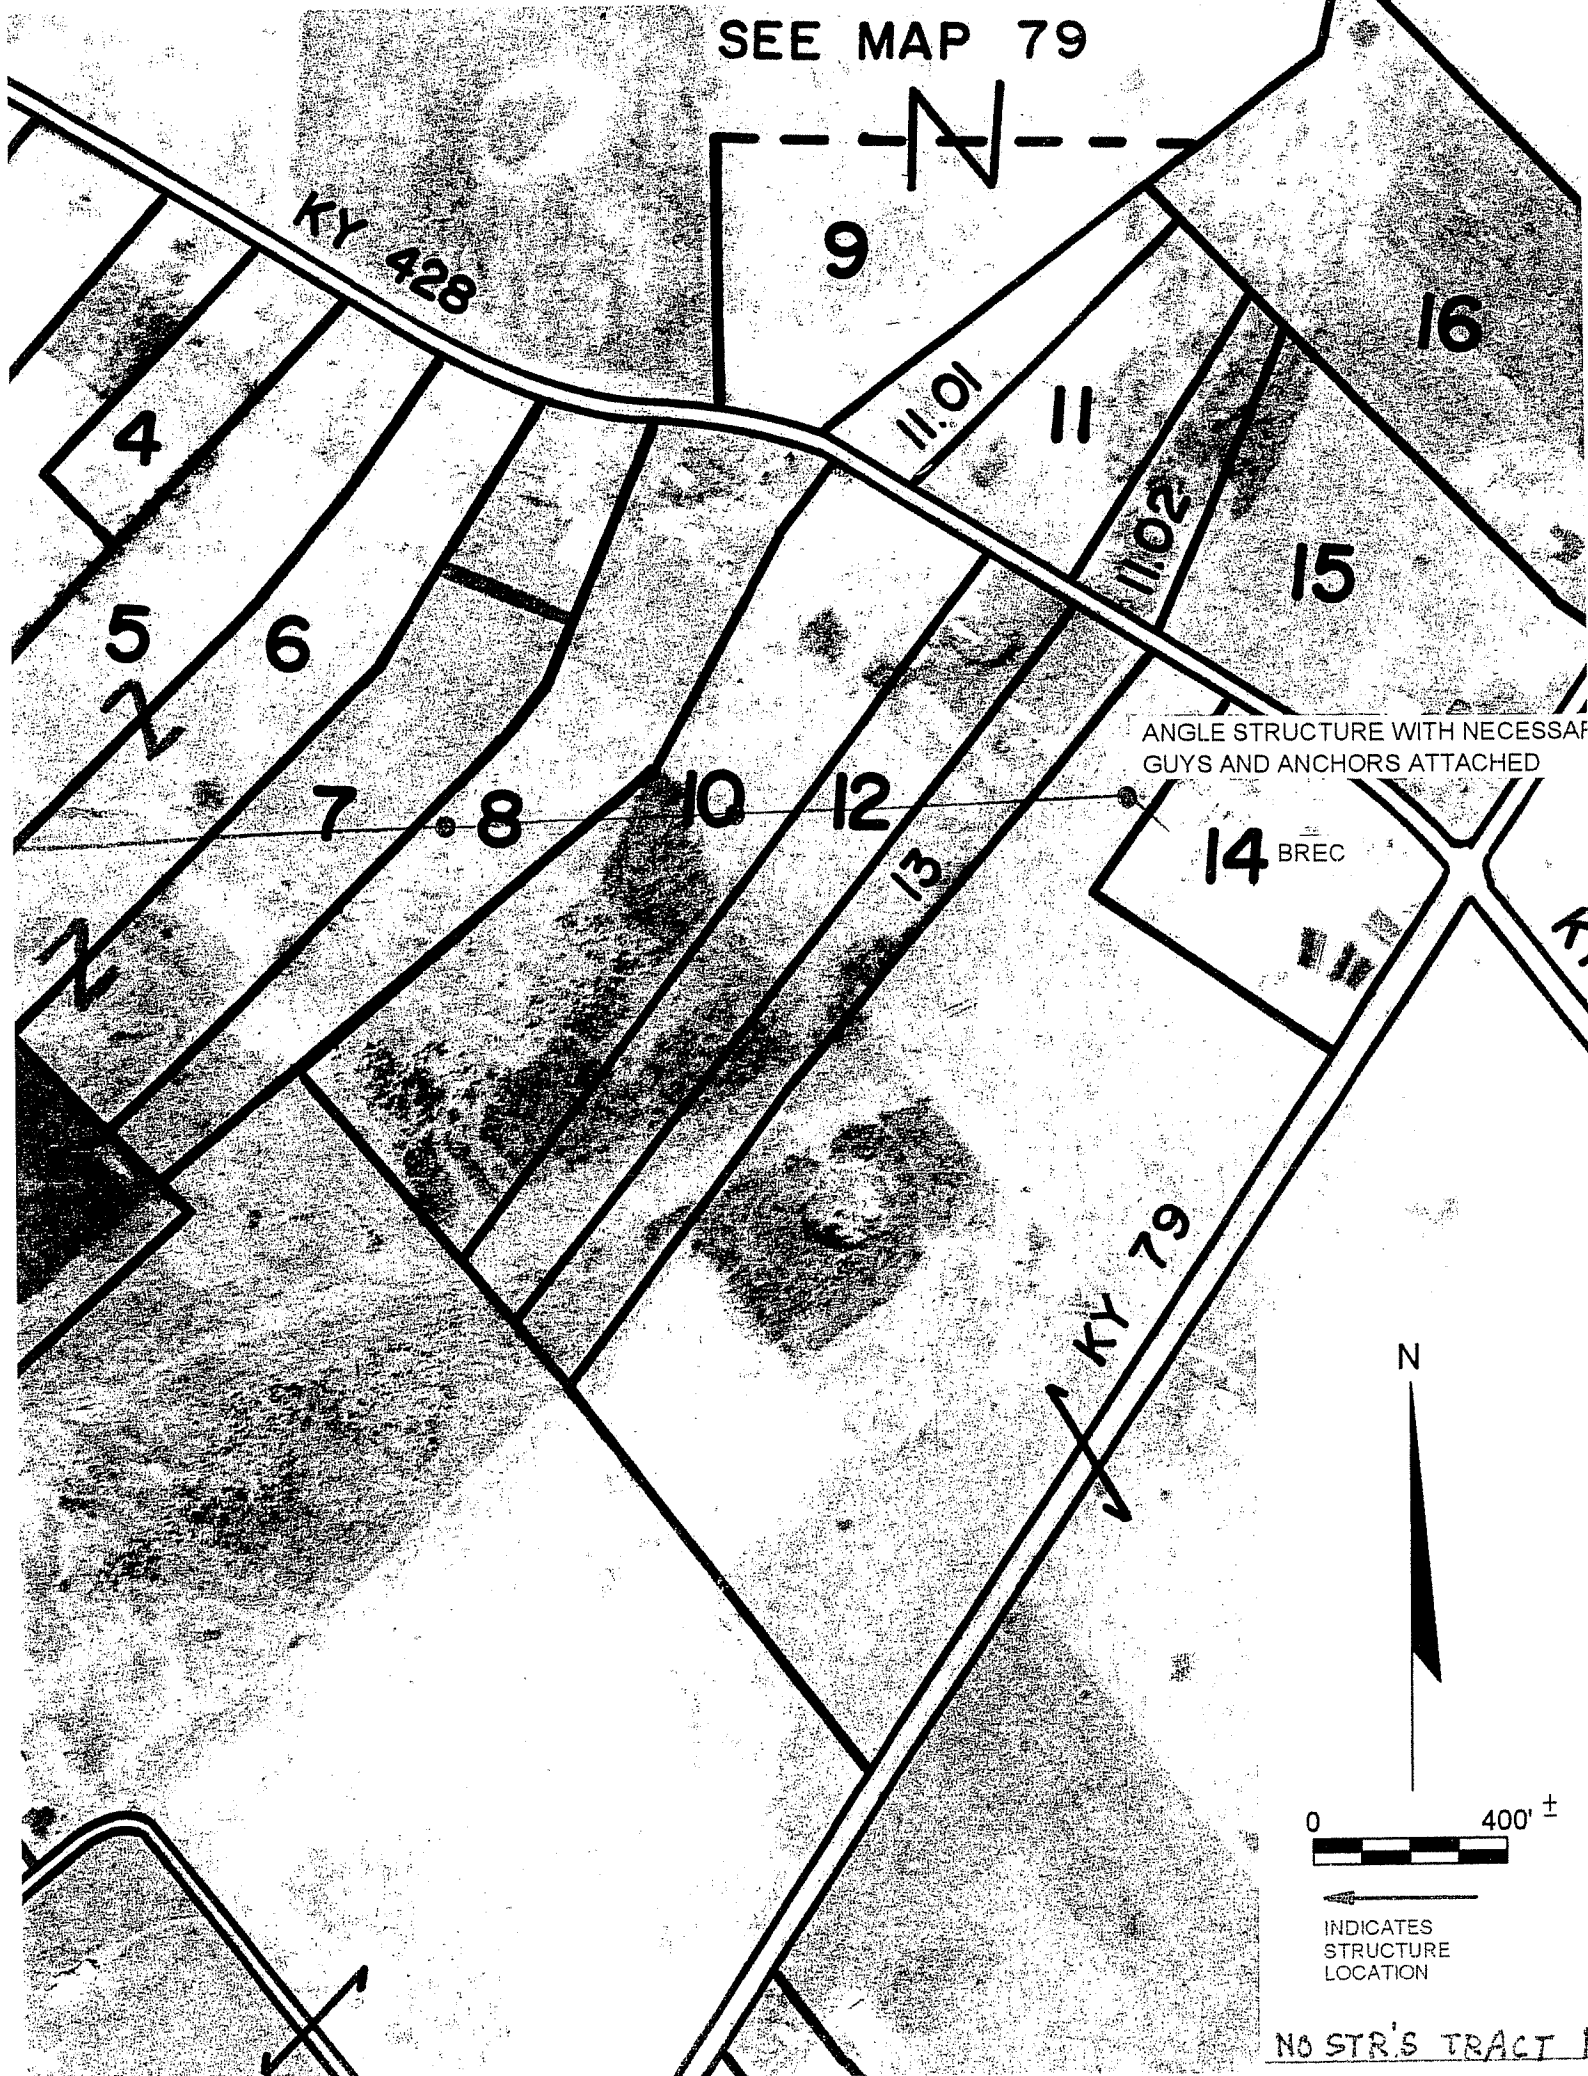 SEE MAP 79
KY 428
9
16
4
11.01
11
11.02
15
5
6
ANGLE STRUCTURE WITH
GUYS AND ANCHORS ATTACHED
7
8
10
12
13
14 BREC
KY 79
N
0 400' ±
INDICATES
STRUCTURE
LOCATION
NO STR'S TRACT